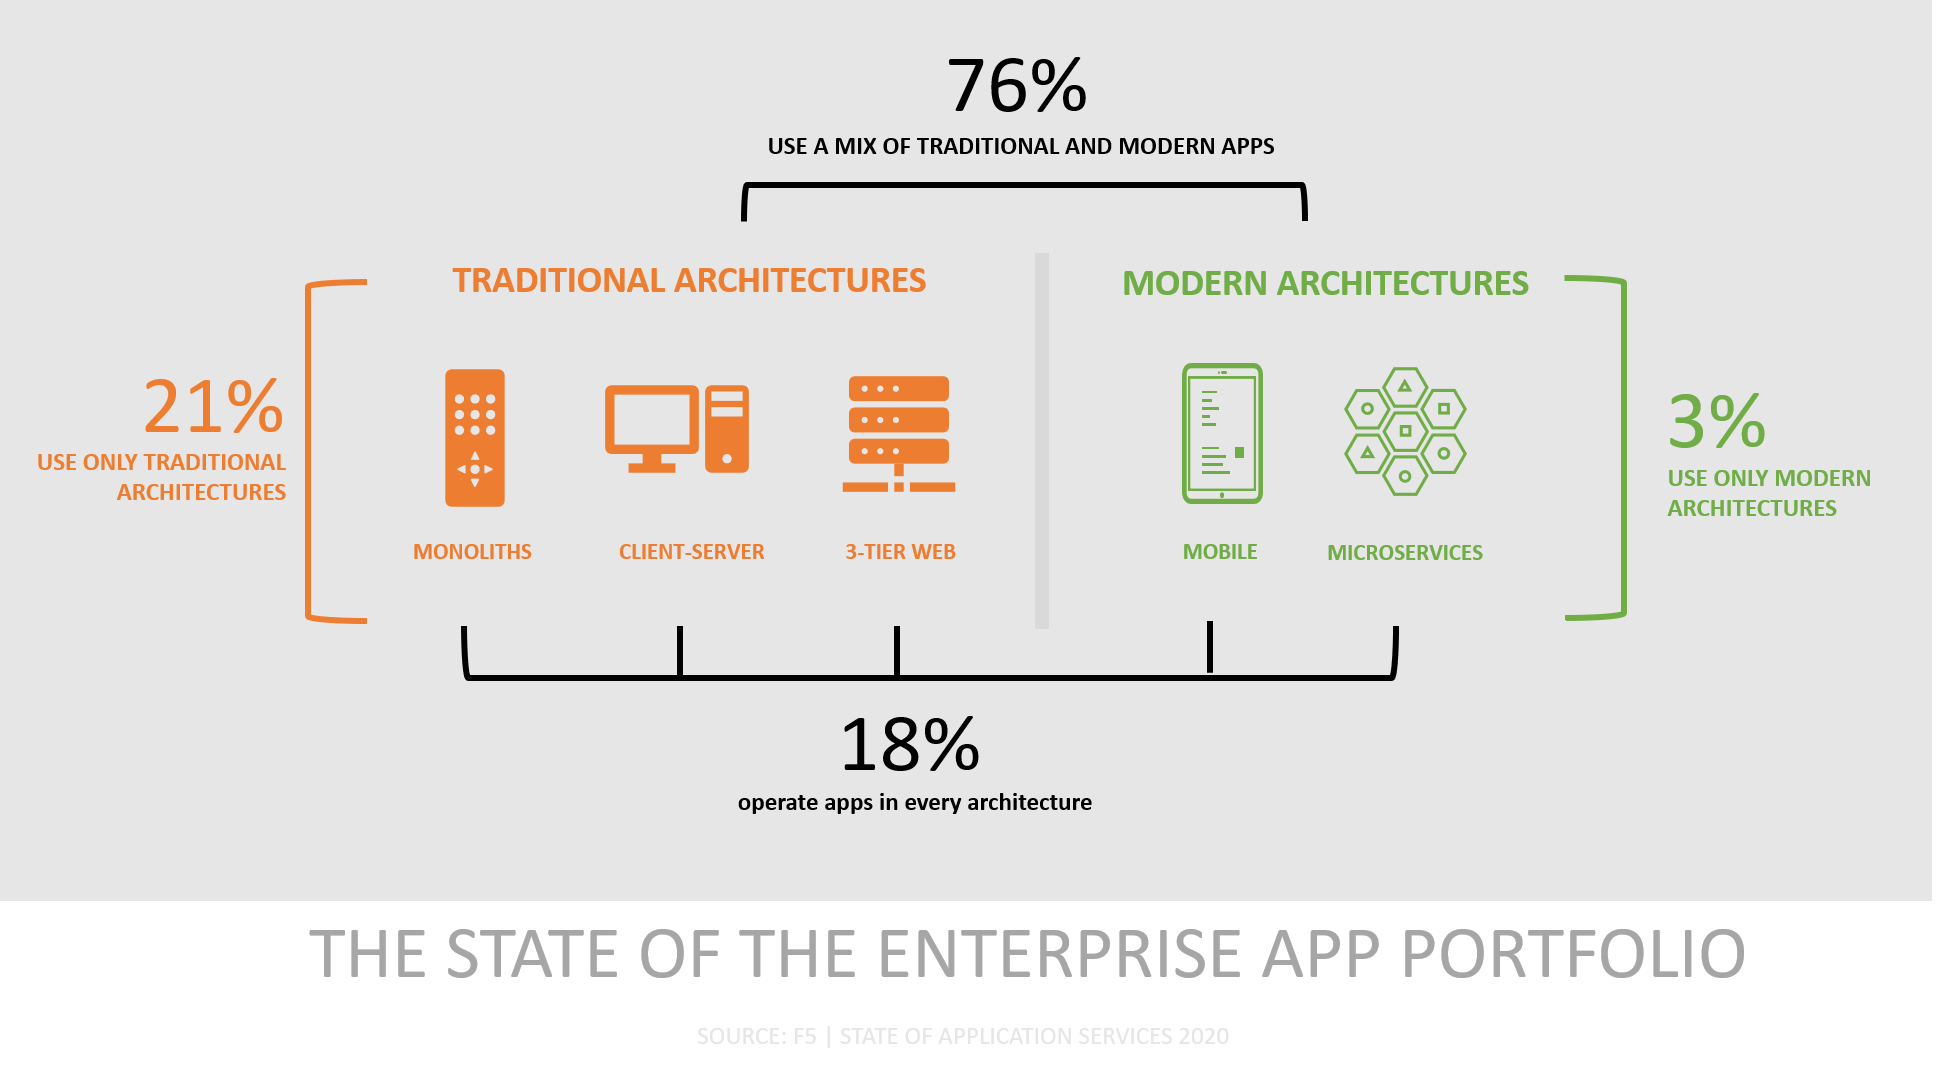 76%
USE A MIX OF TRADITIONAL AND MODERN APPS
TRADITIONAL ARCHITECTURES
MODERN ARCHITECTURES
21%
USE ONLY TRADITIONAL
ARCHITECTURES
3%
USE ONLY MODERN
ARCHITECTURES
MONOLITHS
CLIENT-SERVER
3-TIER WEB
MOBILE
MICROSERVICES
18%
operate apps in every architecture
THE STATE OF THE ENTERPRISE APP PORTFOLIO
SOURCE: F5 | STATE OF APPLICATION SERVICES 2020